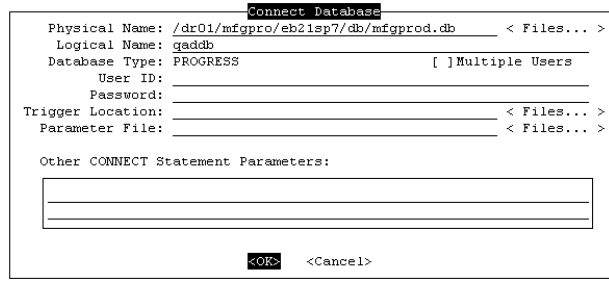 Connect Database
Physical Name: /dr01/mfgpro/eb21sp7/db/mfgprod.db < Files... >
Logical Name: qaddb
Database Type: PROGRESS [ ]Multiple Users
User ID:
Password:
Trigger Location: < Files... >
Parameter File: < Files... >
Other CONNECT Statement Parameters:
<OK> <Cancel>